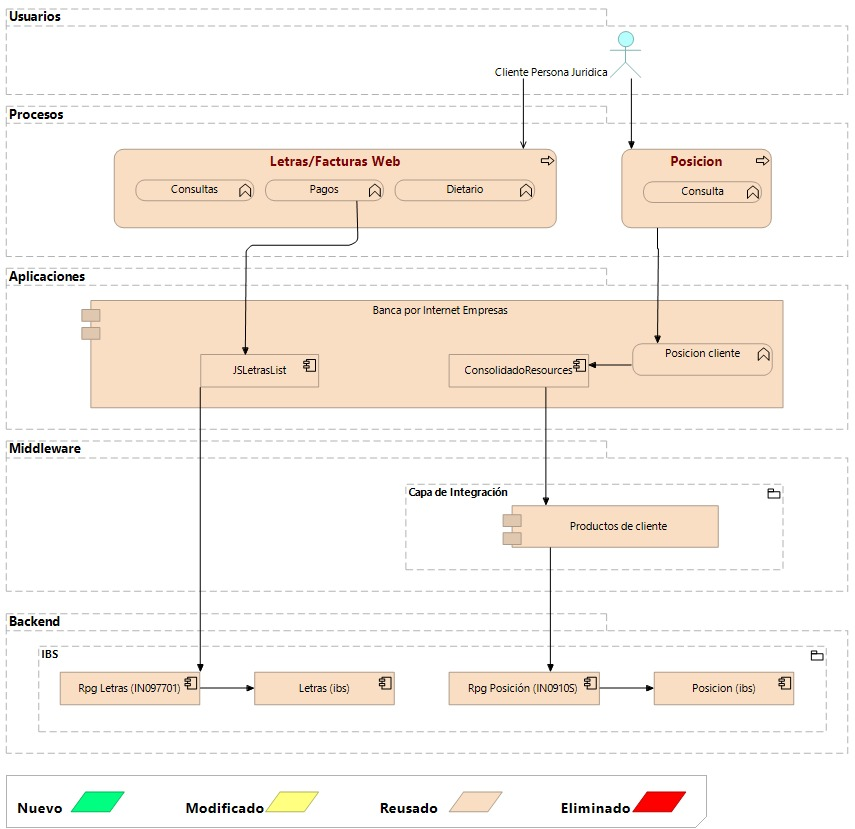 Usuarios
Cliente Persona Juridica
Procesos
Letras/Facturas Web
Consultas
Pagos
Dietario
Posicion
Consulta
Aplicaciones
Banca por Internet Empresas
JSLetrasList
ConsolidadoResources
Posicion cliente
Middleware
Capa de Integración
Productos de cliente
Backend
IBS
Rpg Letras (IN097701)
Letras (ibs)
Rpg Posición (IN0910S)
Posicion (ibs)
Nuevo
Modificado
Reusado
Eliminado